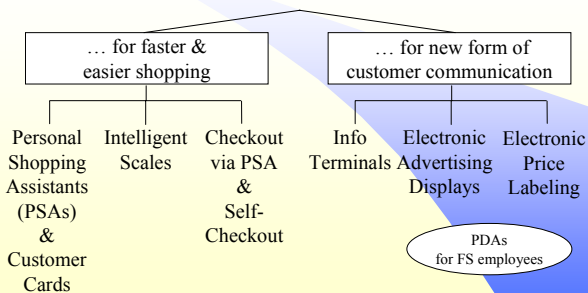 … for faster &
easier shopping
… for new form of
customer communication
Personal
Shopping
Assistants
(PSAs)
&
Customer
Cards
Intelligent
Scales
Checkout
via PSA
&
Self-
Checkout
Info
Terminals
Electronic
Advertising
Displays
Electronic
Price
Labeling
PDAs
for FS employees